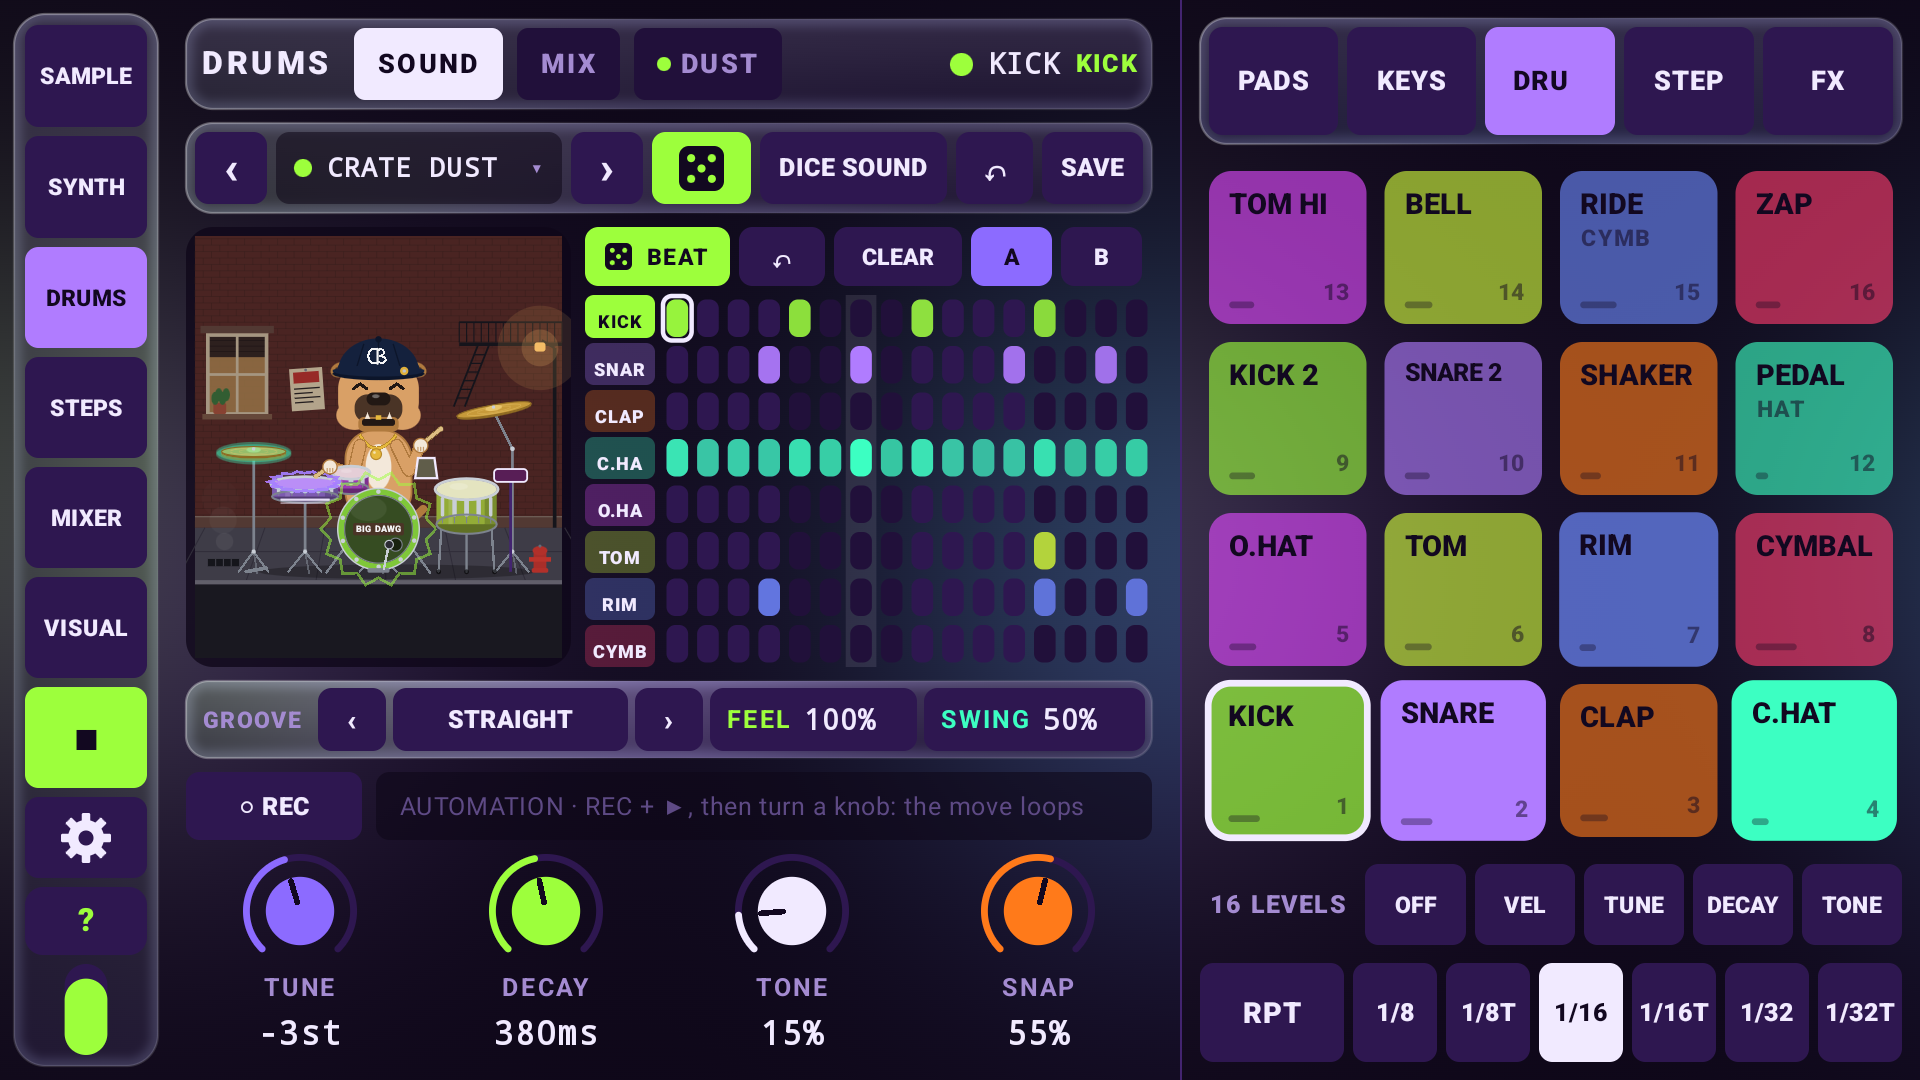 SAMPLE
SYNTH
DRUMS
STEPS
MIXER
VISUAL
?
DRUMS SOUND MIX DUST KICK KICK
‹ CRATE DUST ▾ › DICE SOUND SAVE
BEAT CLEAR A B
KICK
SNAR
CLAP
C.HA
O.HA
TOM
RIM
CYMB
CB
BIG DAWG
GROOVE ‹ STRAIGHT › FEEL 100% SWING 50%
REC AUTOMATION · REC + ►, then turn a knob: the move loops
TUNE DECAY TONE SNAP
-3st 380ms 15% 55%
PADS KEYS DRU STEP FX
TOM HI 13 BELL 14 RIDE CYMB 15 ZAP 16
KICK 2 9 SNARE 2 10 SHAKER 11 PEDAL HAT 12
O.HAT 5 TOM 6 RIM 7 CYMBAL 8
KICK 1 SNARE 2 CLAP 3 C.HAT 4
16 LEVELS OFF VEL TUNE DECAY TONE
RPT 1/8 1/8T 1/16 1/16T 1/32 1/32T